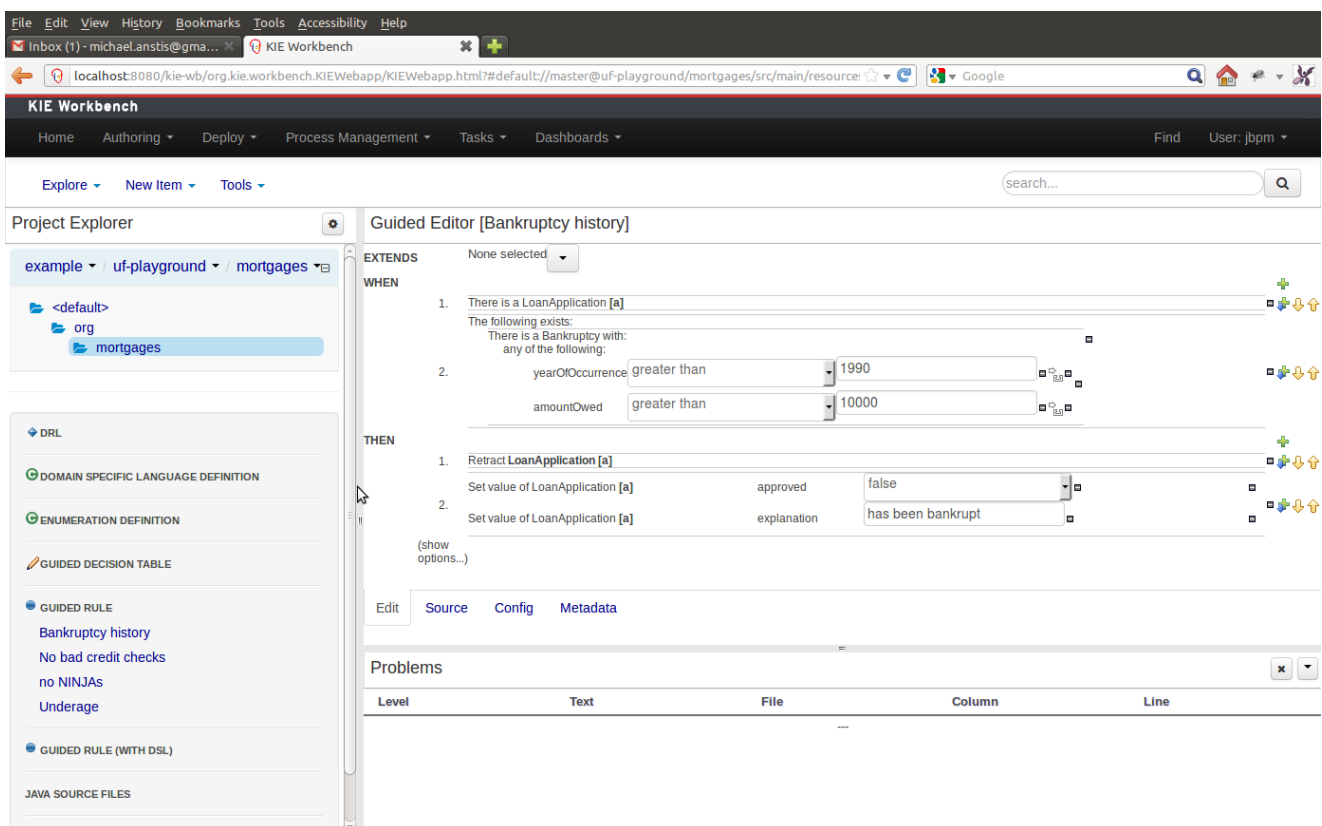 File Edit View History Bookmarks Tools Accessibility Help
Inbox (1) - michael.anstis@gma... KIE Workbench
localhost:8080/kie-wb/org.kie.workbench.KIEWebapp/KIEWebapp.html?#default://master@uf-playground/mortgages/src/main/resource: Google
KIE Workbench
Home Authoring Deploy Process Management Tasks Dashboards Find User: jbpm
Explore New Item Tools search...
Project Explorer
example / uf-playground / mortgages
<default>
org
mortgages
DRL
DOMAIN SPECIFIC LANGUAGE DEFINITION
ENUMERATION DEFINITION
GUIDED DECISION TABLE
GUIDED RULE
Bankruptcy history
No bad credit checks
no NINJAs
Underage
GUIDED RULE (WITH DSL)
JAVA SOURCE FILES
Guided Editor [Bankruptcy history]
EXTENDS None selected
WHEN
1. There is a LoanApplication [a]
The following exists:
There is a Bankruptcy with:
any of the following:
2. yearOfOccurrence greater than 1990
amountOwed greater than 10000
THEN
1. Retract LoanApplication [a]
Set value of LoanApplication [a] approved false
2.
Set value of LoanApplication [a] explanation has been bankrupt
(show
options...)
Edit Source Config Metadata
Problems
Level Text File Column Line
---